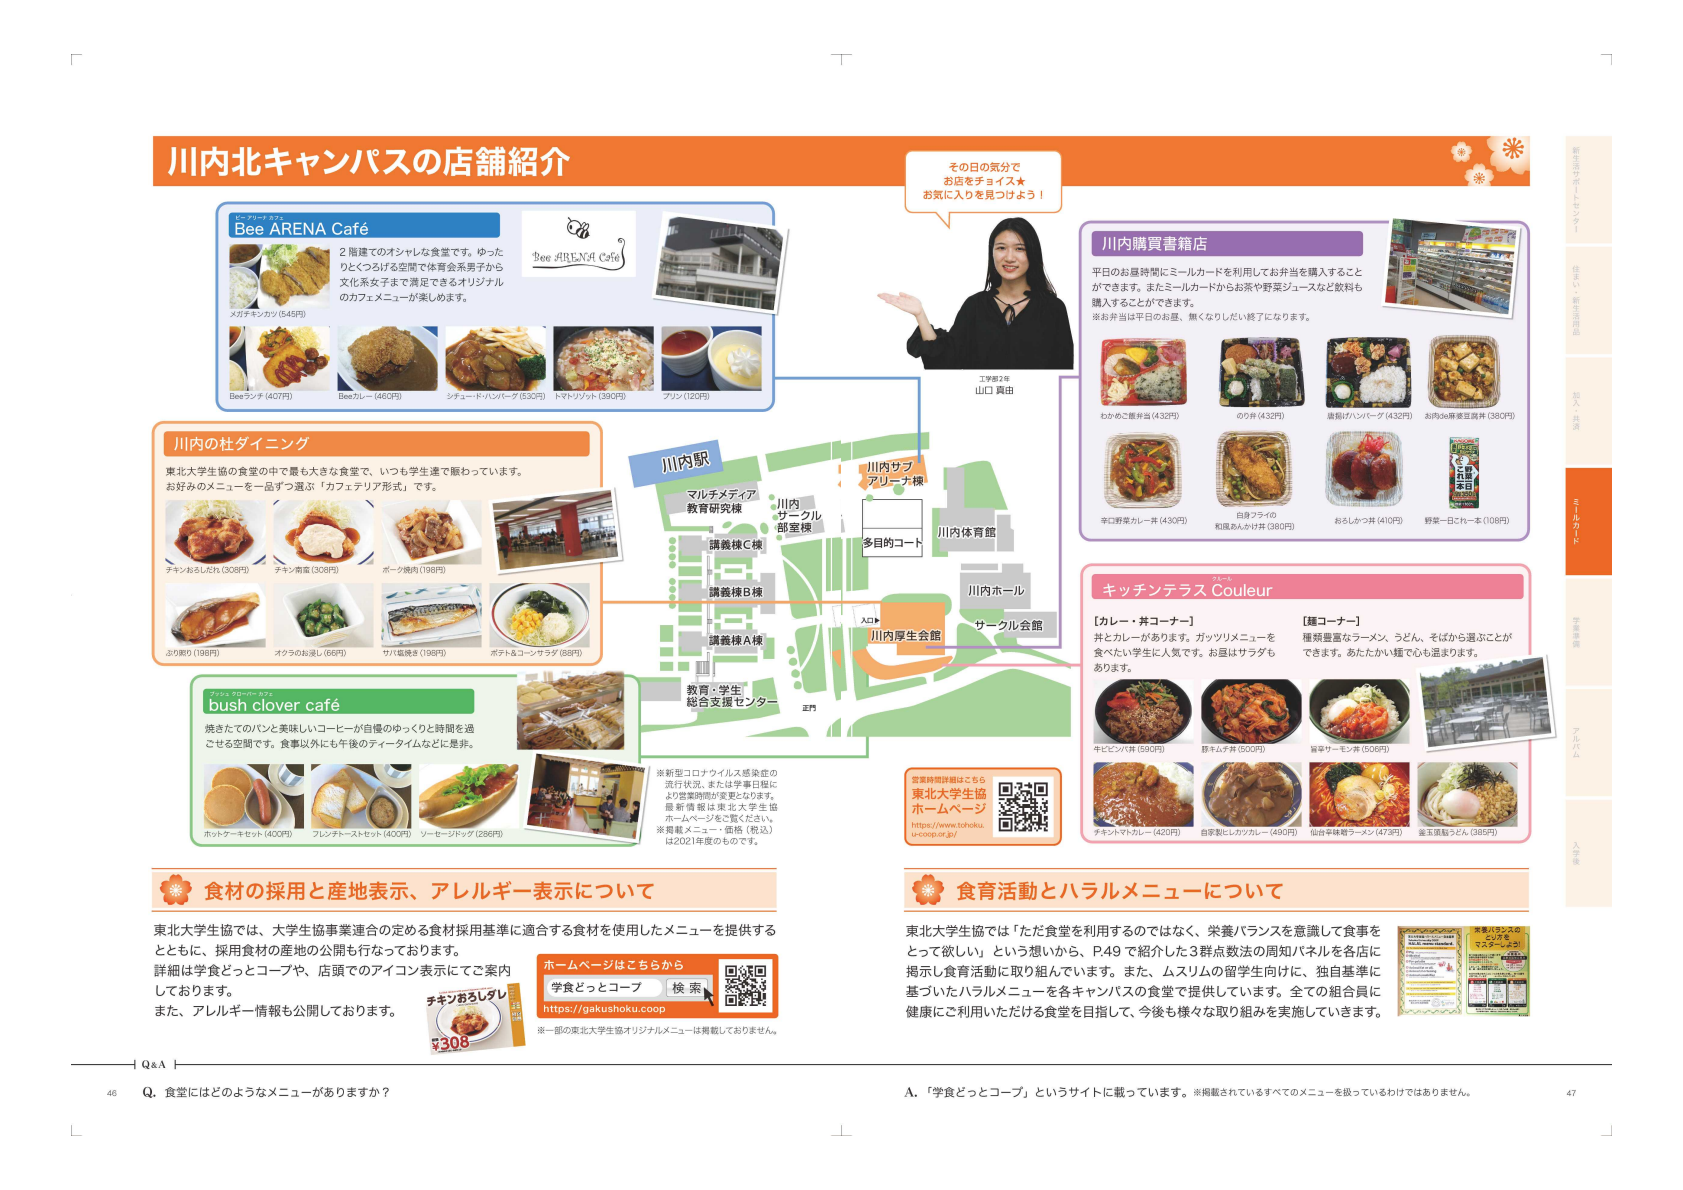 川内北キャンパスの店舗紹介
その日の気分で
お店をチョイス★
お気に入りを見つけよう！
工学部2年
山口 真由
ビー アリーナ カフェ
Bee ARENA Café
2階建てのオシャレな食堂です。ゆった
りとくつろげる空間で体育会系男子から
文化系女子まで満足できるオリジナル
のカフェメニューが楽しめます。
Bee ARENA Café
メガチキンカツ (545円)
Beeランチ (407円)
Beeカレー (460円)
シチュード・ハンバーグ (530円)
トマトリゾット (390円)
プリン (120円)
川内の杜ダイニング
東北大学生協の食堂の中で最も大きな食堂で、いつも学生達で賑わっています。
お好みのメニューを一品ずつ選ぶ「カフェテリア形式」です。
チキンおろしだれ (308円)
チキン南蛮 (308円)
ポーク焼肉 (198円)
ぶり照り (198円)
オクラのお浸し (66円)
サバ塩焼き (198円)
ポテト&コーンサラダ (88円)
ブッシュ クローバー カフェ
bush clover café
焼きたてのパンと美味しいコーヒーが自慢のゆっくりと時間を過
ごせる空間です。食事以外にも午後のティータイムなどに是非。
ホットケーキセット (400円)
フレンチトーストセット (400円)
ソーセージドッグ (286円)
※新型コロナウイルス感染症の
流行状況、または学事日程に
より営業時間が変更となります。
最新情報は東北大学生協
ホームページをご覧ください。
※掲載メニュー・価格（税込）
は2021年度のものです。
川内駅
マルチメディア
教育研究棟
川内
サークル
部室棟
川内サブ
アリーナ棟
講義棟C棟
多目的コート
川内体育館
講義棟B棟
川内ホール
入口▶
講義棟A棟
川内厚生会館
サークル会館
教育・学生
総合支援センター
正門
川内購買書籍店
平日のお昼時間にミールカードを利用してお弁当を購入すること
ができます。またミールカードからお茶や野菜ジュースなど飲料も
購入することができます。
※お弁当は平日のお昼、無くなりしだい終了になります。
わかめご飯弁当 (432円)
のり弁 (432円)
唐揚げハンバーグ (432円)
お肉de麻婆豆腐丼 (380円)
辛口野菜カレー丼 (430円)
白身フライの
和風あんかけ丼 (380円)
おろしかつ丼 (410円)
野菜一日これ一本 (108円)
クレール
キッチンテラス Couleur
[カレー・丼コーナー]
丼とカレーがあります。ガッツリメニューを
食べたい学生に人気です。お昼はサラダも
あります。
[麺コーナー]
種類豊富なラーメン、うどん、そばから選ぶことが
できます。あたたかい麺で心も温まります。
牛ビビンバ丼 (590円)
豚キムチ丼 (500円)
旨辛サーモン丼 (506円)
チキントマトカレー (420円)
自家製ヒレカツカレー (490円)
仙台辛味噌ラーメン (473円)
釜玉風脂うどん (385円)
営業時間詳細はこちら
東北大学生協
ホームページ
https://www.tohoku.
u-coop.or.jp/
食材の採用と産地表示、アレルギー表示について
東北大学生協では、大学生協事業連合の定める食材採用基準に適合する食材を使用したメニューを提供する
とともに、採用食材の産地の公開も行なっております。
詳細は学食どっとコープや、店頭でのアイコン表示にてご案内
しております。
また、アレルギー情報も公開しております。
チキンおろしダレ
¥308
ホームページはこちらから
学食どっとコープ 検 索
https://gakushoku.coop
※一部の東北大学生協オリジナルメニューは掲載しておりません。
食育活動とハラルメニューについて
東北大学生協では「ただ食堂を利用するのではなく、栄養バランスを意識して食事を
とって欲しい」という想いから、P.49 で紹介した3群点数法の周知パネルを各店に
掲示し食育活動に取り組んでいます。また、ムスリムの留学生向けに、独自基準に
基づいたハラルメニューを各キャンパスの食堂で提供しています。全ての組合員に
健康にご利用いただける食堂を目指して、今後も様々な取り組みを実施していきます。
栄養バランスの
とり方を
マスターしよう!
新生活サポートセンター
住まい・新生活用品
加入・共済
ミールカード
学業準備
アルバム
入学後
Q&A
46
Q. 食堂にはどのようなメニューがありますか？
A. 「学食どっとコープ」というサイトに載っています。※掲載されているすべてのメニューを扱っているわけではありません。
47